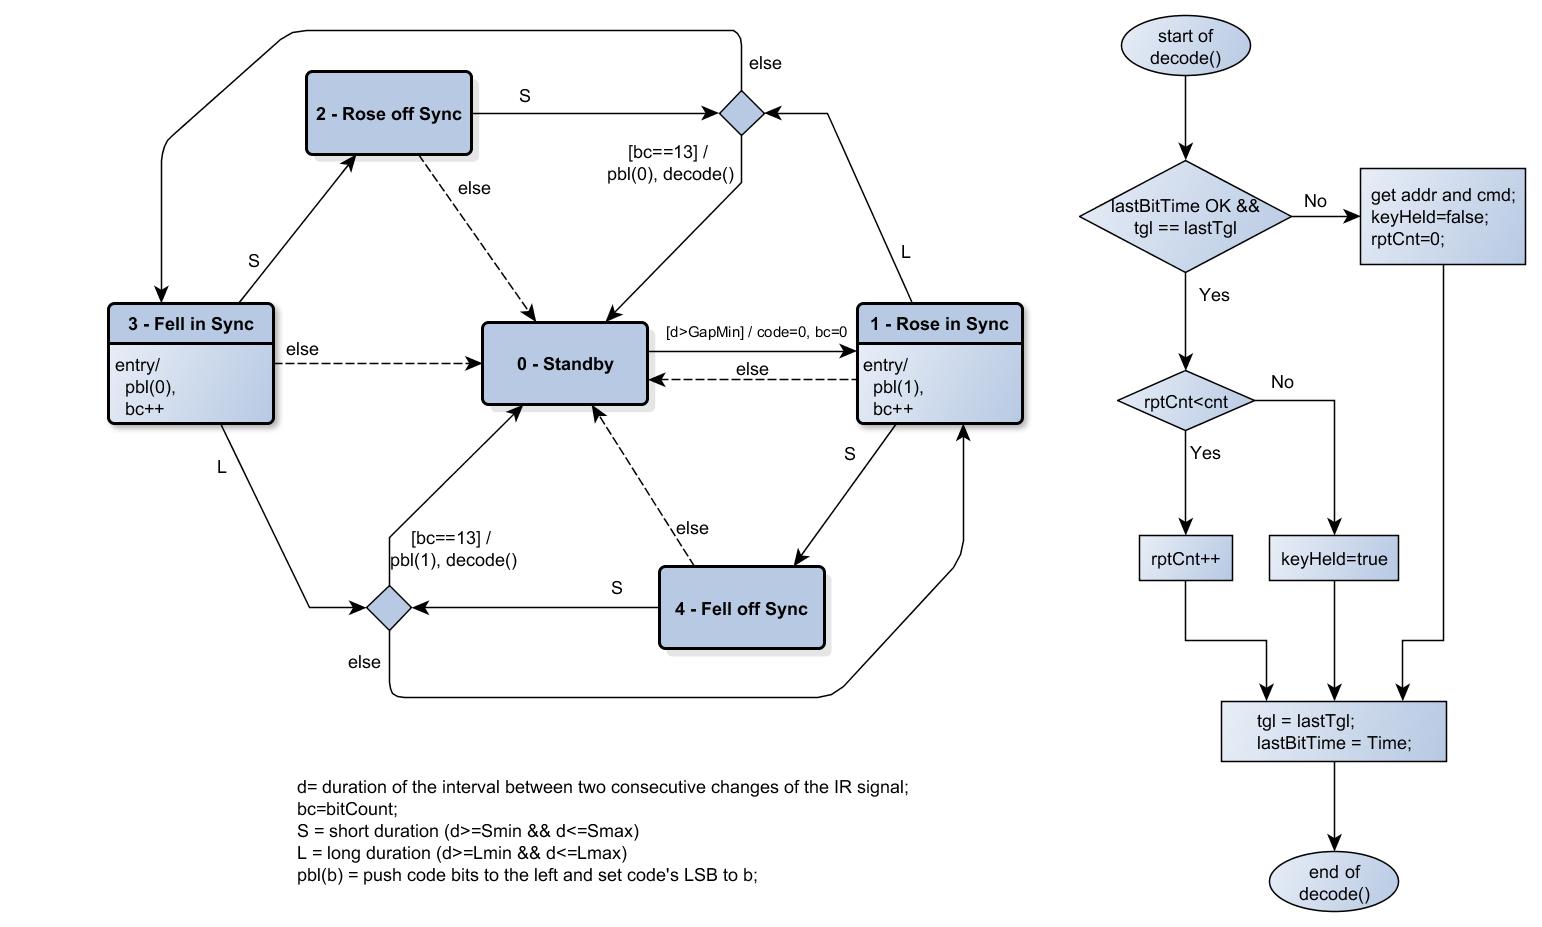 else
2 - Rose off Sync
S
[bc==13] /
pbl(0), decode()
else
S
L
3 - Fell in Sync
entry/
pbl(0),
bc++
else
0 - Standby
[d>GapMin] / code=0, bc=0
else
1 - Rose in Sync
entry/
pbl(1),
bc++
L
S
[bc==13] /
pbl(1), decode()
else
S
4 - Fell off Sync
else
d= duration of the interval between two consecutive changes of the IR signal;
bc=bitCount;
S = short duration (d>=Smin && d<=Smax)
L = long duration (d>=Lmin && d<=Lmax)
pbl(b) = push code bits to the left and set code's LSB to b;
start of
decode()
lastBitTime OK &&
tgl == lastTgl
No
get addr and cmd;
keyHeld=false;
rptCnt=0;
Yes
rptCnt<cnt
No
Yes
rptCnt++
keyHeld=true
tgl = lastTgl;
lastBitTime = Time;
end of
decode()